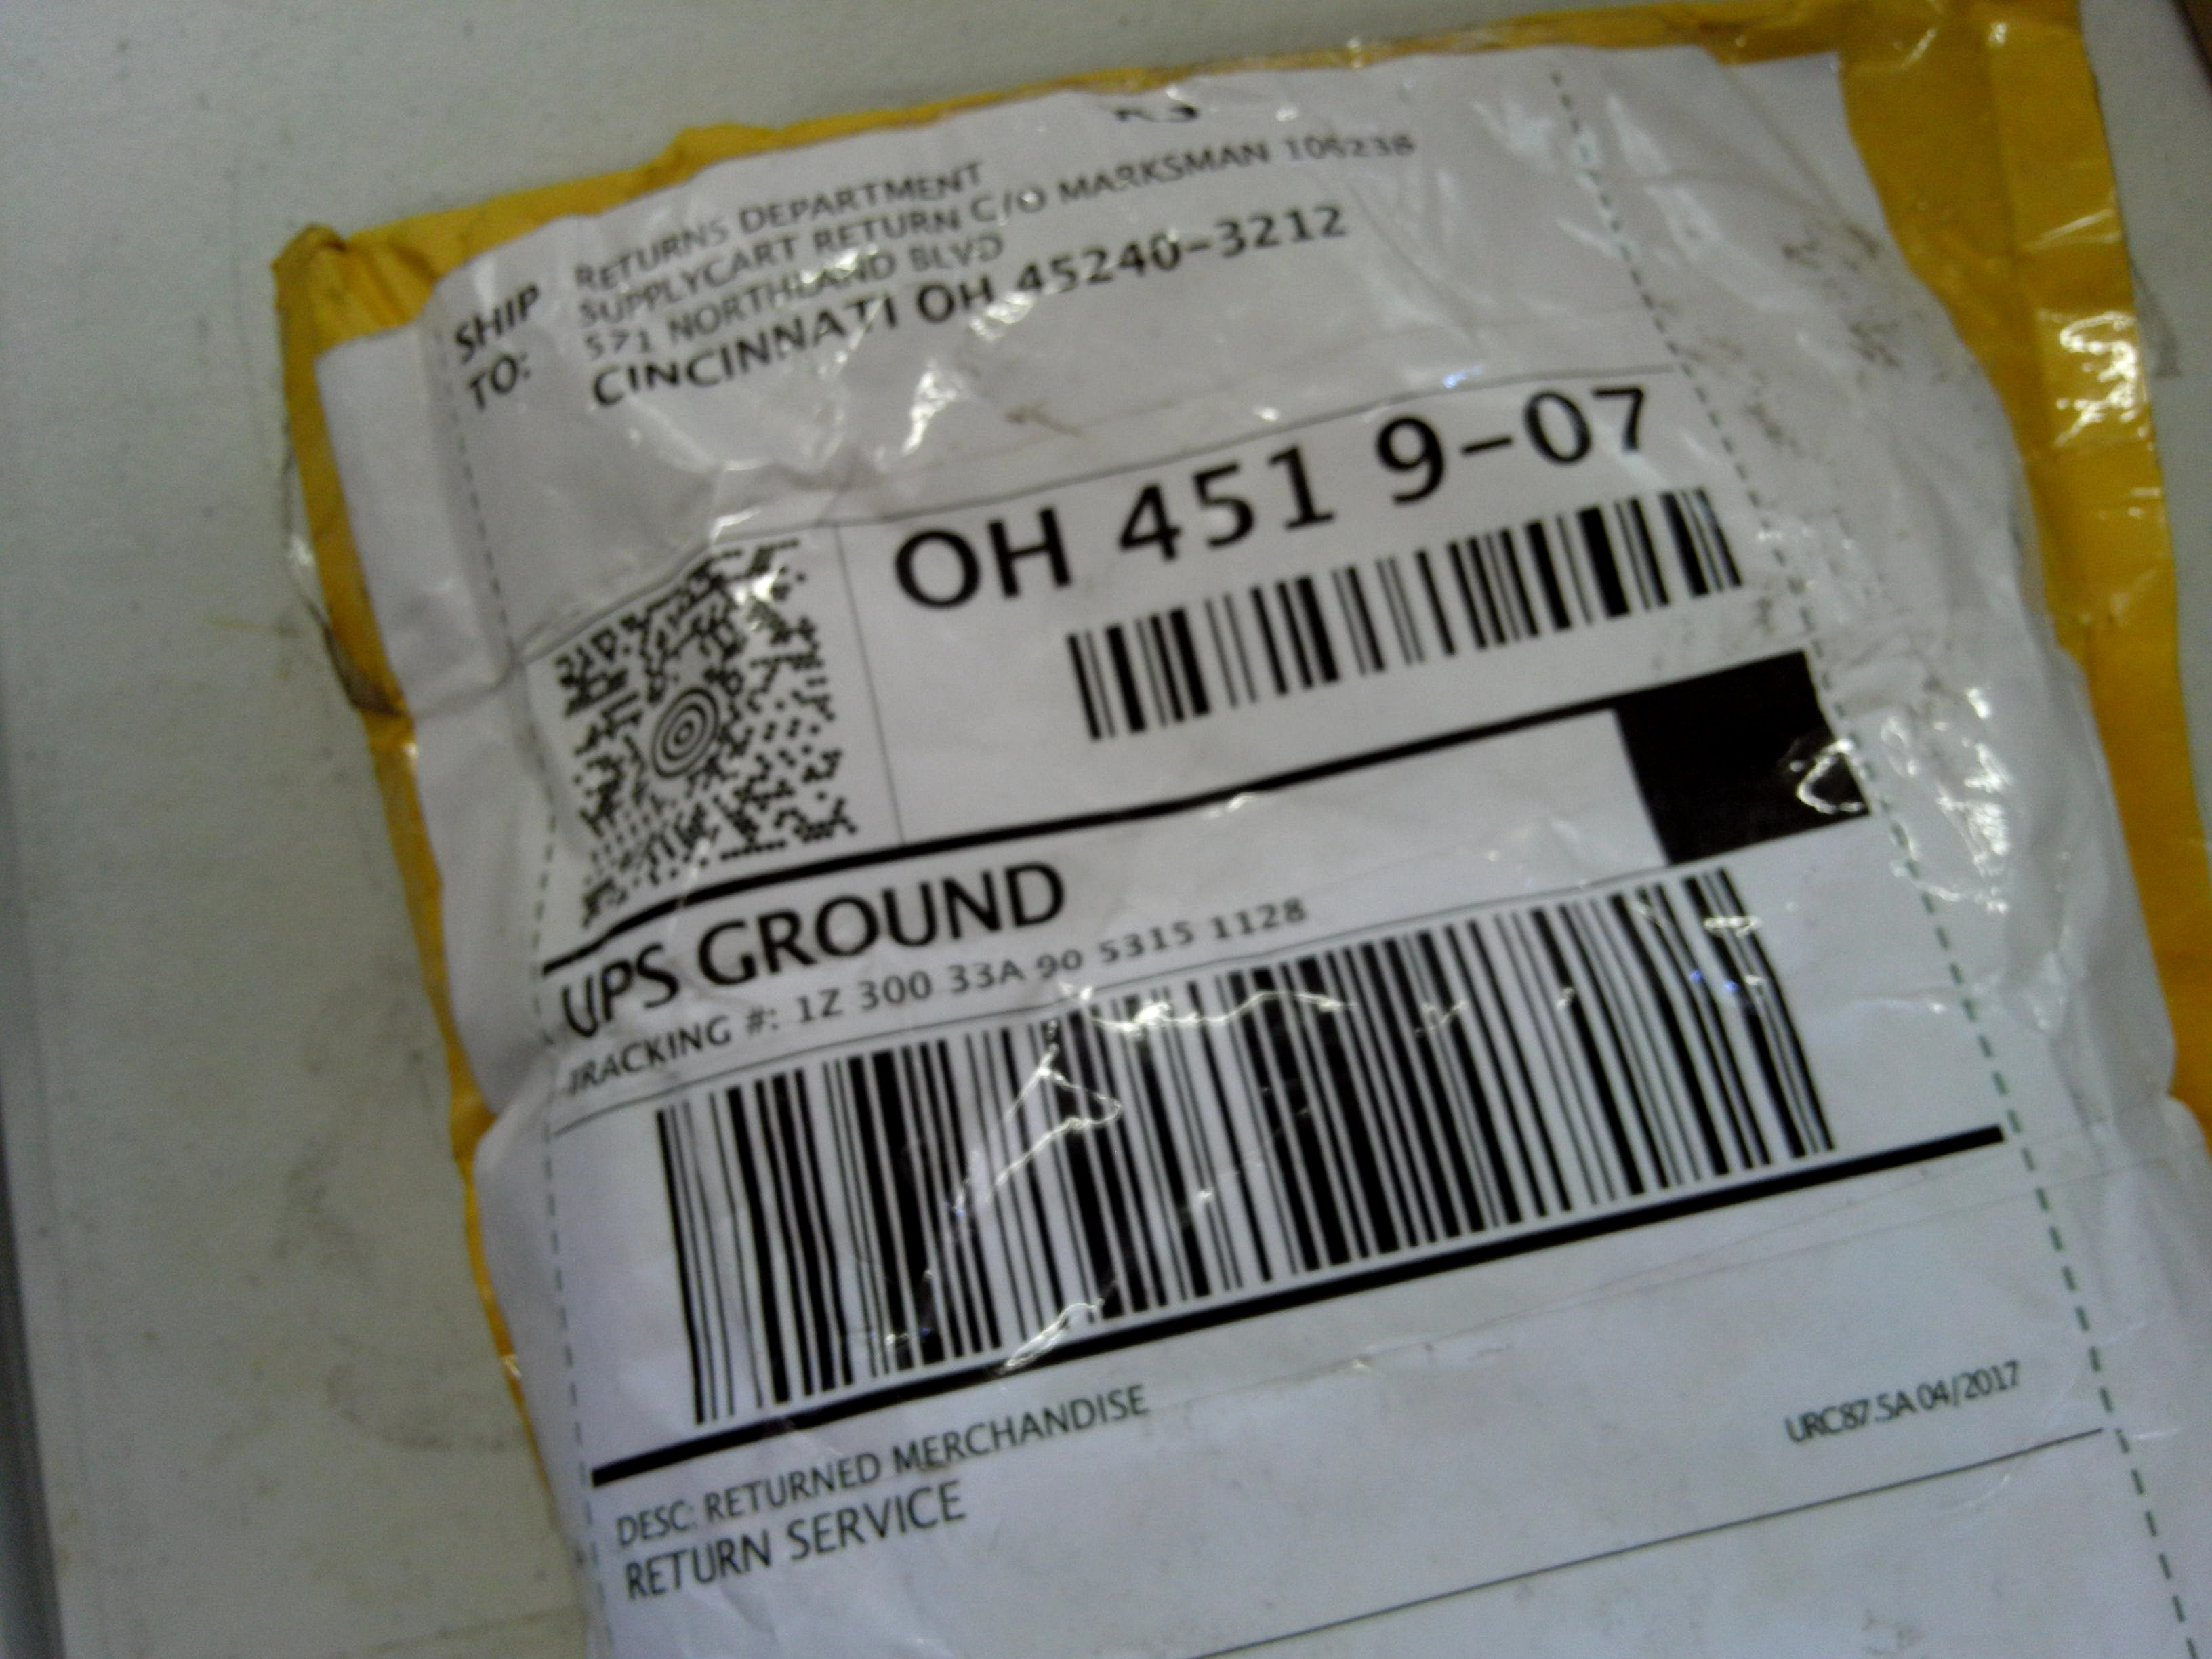 SHIP TO:
RETURNS DEPARTMENT
SUPPLYCART RETURN C/O MARKSMAN 106238
571 NORTHLAND BLVD
CINCINNATI OH 45240-3212
OH 451 9-07
UPS GROUND
TRACKING #: 1Z 300 33A 90 5315 1128
DESC: RETURNED MERCHANDISE
RETURN SERVICE
URC87.5A 04/2017